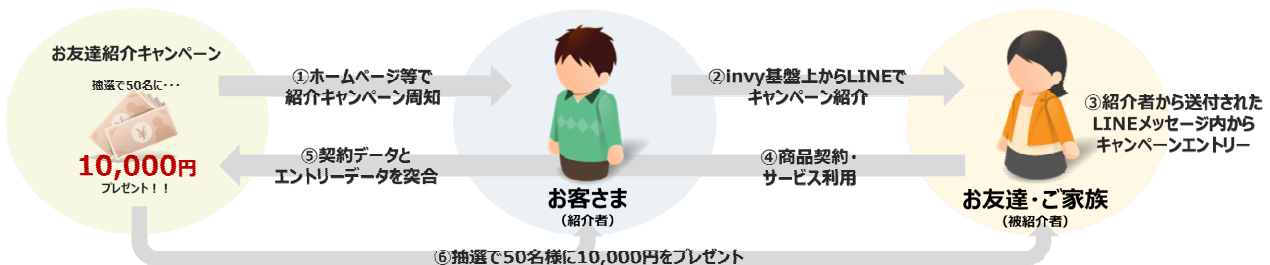 お友達紹介キャンペーン
抽選で50名に･･･
¥
10,000円
プレゼント！！
①ホームページ等で
紹介キャンペーン周知
⑤契約データと
エントリーデータを突合
お客さま
（紹介者）
②invy基盤上からLINEで
キャンペーン紹介
④商品契約・
サービス利用
③紹介者から送付された
LINEメッセージ内から
キャンペーンエントリー
お友達・ご家族
（被紹介者）
⑥抽選で50名様に10,000円をプレゼント